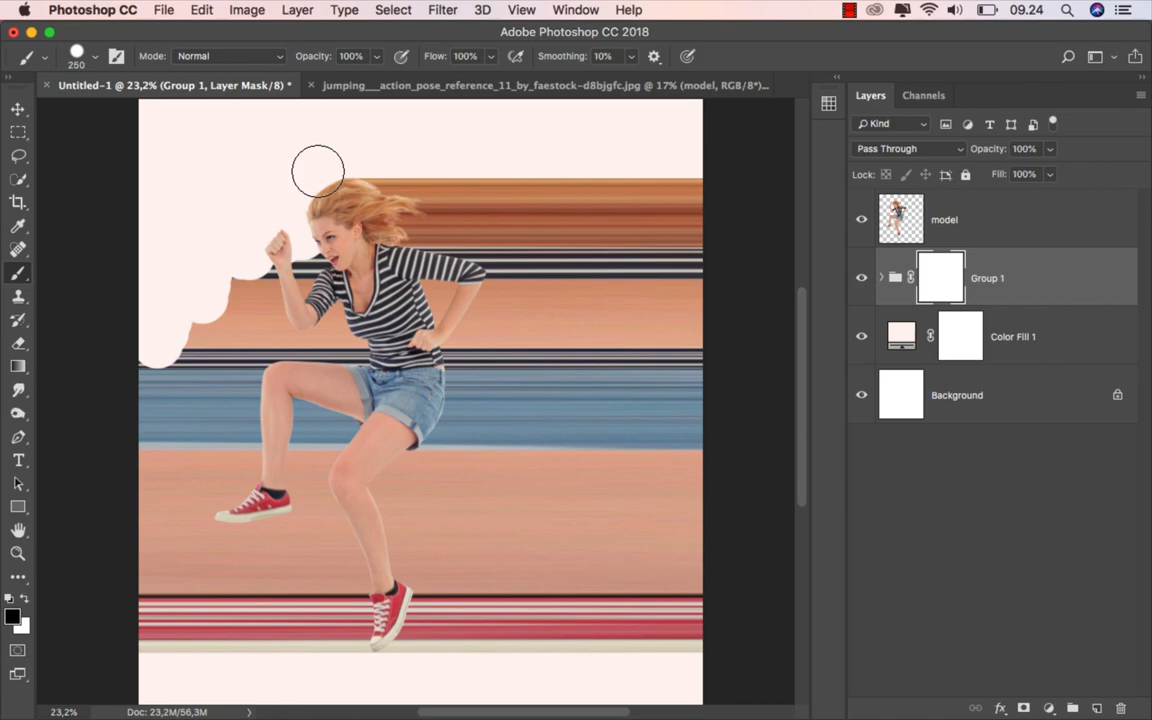 Photoshop CC File Edit Image Layer Type Select Filter 3D View Window Help 09.24
Adobe Photoshop CC 2018
250 Mode: Normal Opacity: 100% Flow: 100% Smoothing: 10%
Untitled-1 @ 23,2% (Group 1, Layer Mask/8) * jumping___action_pose_reference_11_by_faestock-d8bjgfc.jpg @ 17% (model, RGB/8*)...
Layers Channels
Kind
Pass Through Opacity: 100%
Lock: Fill: 100%
model
Group 1
Color Fill 1
Background
23,2% Doc: 23,2M/56,3M